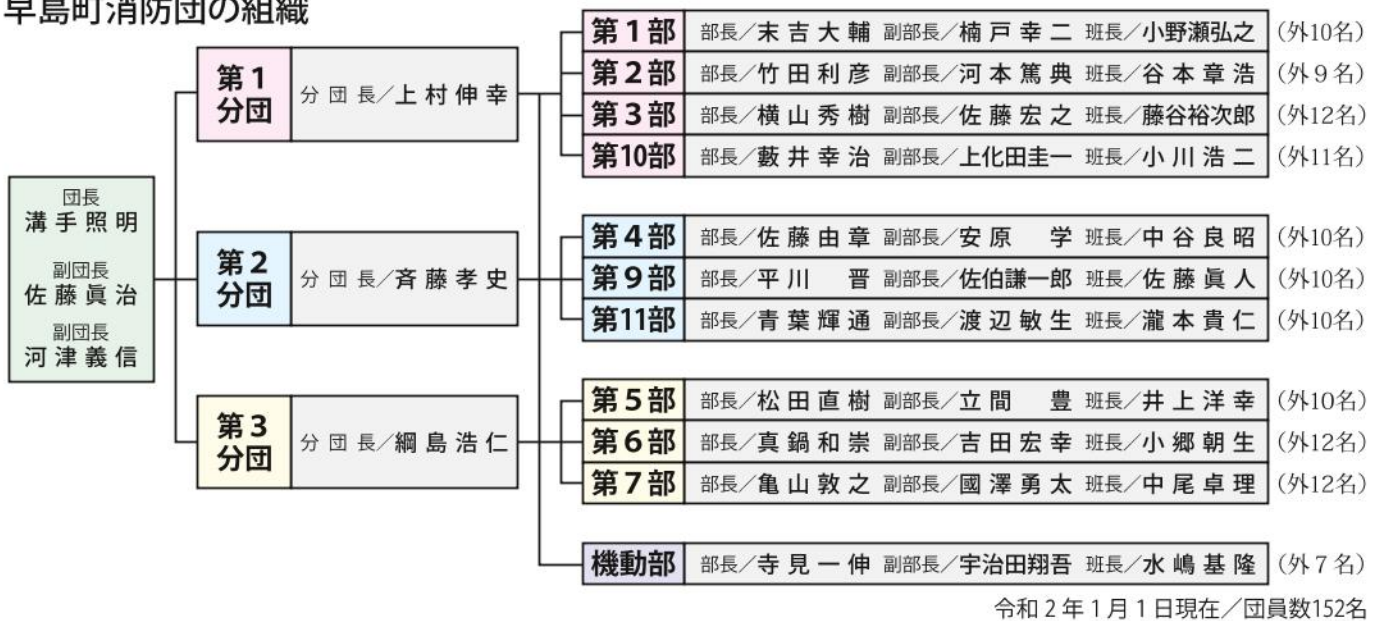 早島町消防団の組織
団長
溝手照明
副団長
佐藤眞治
副団長
河津義信
第1分団 分団長／上村伸幸
第1部 部長／末吉大輔 副部長／楠戸幸二 班長／小野瀬弘之 (外10名)
第2部 部長／竹田利彦 副部長／河本篤典 班長／谷本章浩 (外9名)
第3部 部長／横山秀樹 副部長／佐藤宏之 班長／藤谷裕次郎 (外12名)
第10部 部長／藪井幸治 副部長／上化田圭一 班長／小川浩二 (外11名)
第2分団 分団長／斉藤孝史
第4部 部長／佐藤由章 副部長／安原 学 班長／中谷良昭 (外10名)
第9部 部長／平川 晋 副部長／佐伯謙一郎 班長／佐藤眞人 (外10名)
第11部 部長／青葉輝通 副部長／渡辺敏生 班長／瀧本貴仁 (外10名)
第3分団 分団長／綱島浩仁
第5部 部長／松田直樹 副部長／立間 豊 班長／井上洋幸 (外10名)
第6部 部長／真鍋和崇 副部長／吉田宏幸 班長／小郷朝生 (外12名)
第7部 部長／亀山敦之 副部長／國澤勇太 班長／中尾卓理 (外12名)
機動部 部長／寺見一伸 副部長／宇治田翔吾 班長／水嶋基隆 (外7名)
令和2年1月1日現在／団員数152名